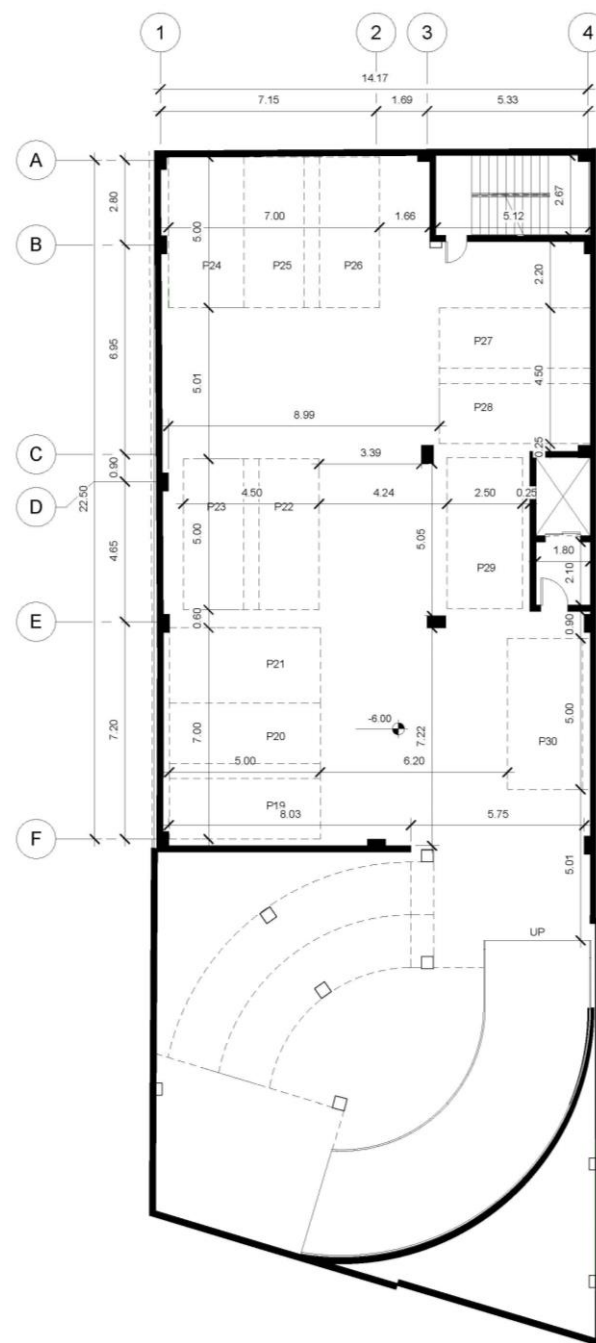 1 2 3 4
14.17
7.15 1.69 5.33
A
2.80
2.67
5.00 7.00 1.66 5.12
B
P24 P25 P26
2.20
P27
6.95
5.01
4.50
P28
8.99
0.25
C
3.39
0.90
22.50
D
P23 4.50 P22 4.24 2.50 0.25
5.00
5.05
4.65
1.80
2.10
P29
E
0.60
0.90
P21
5.00
-6.00
7.20
7.00
P20
7.22
P30
5.00 6.20
P19
8.03 5.75
F
5.01
UP